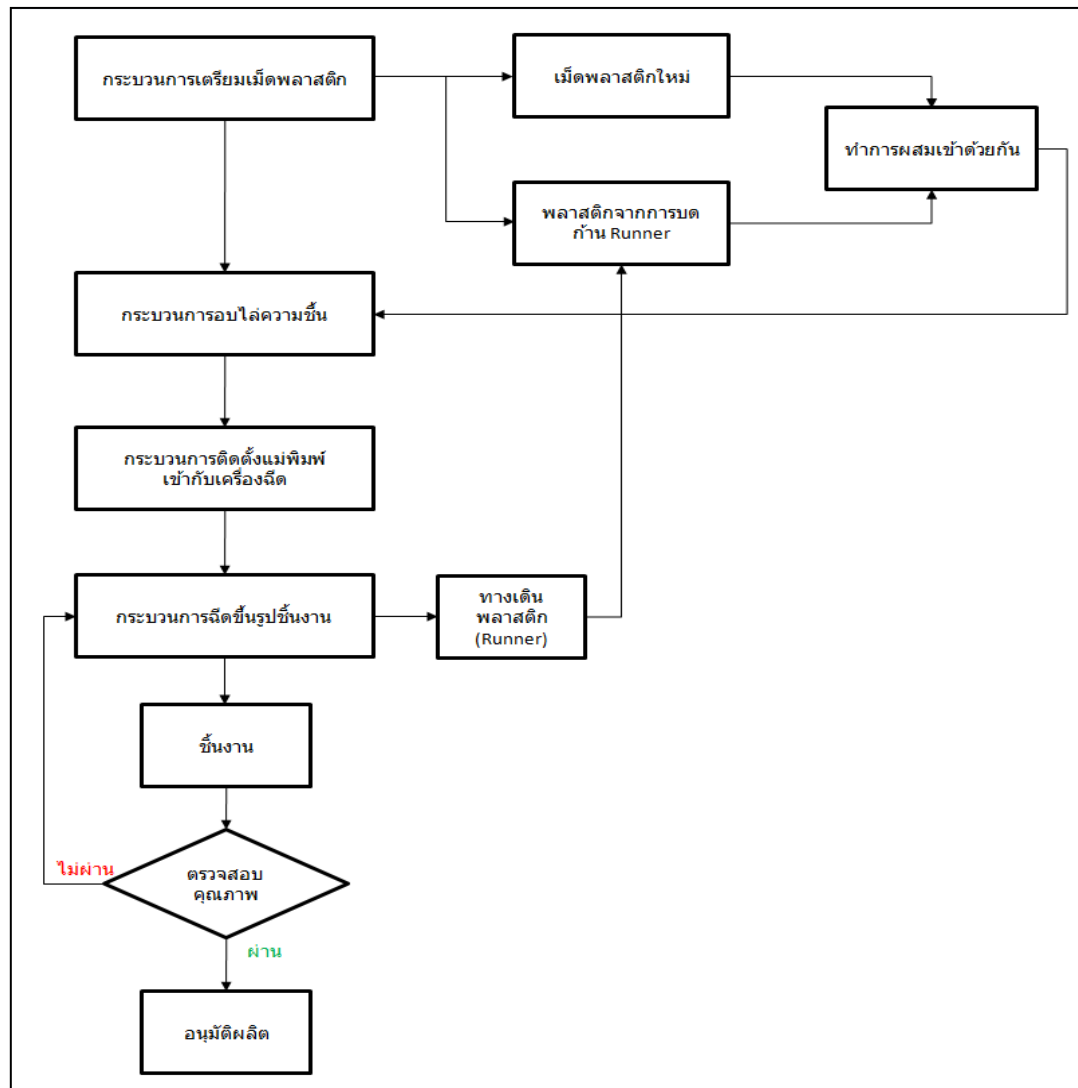 กระบวนการเตรียมเม็ดพลาสติก
เม็ดพลาสติกใหม่
ทำการผสมเข้าด้วยกัน
พลาสติกจากการบด
ก้าน Runner
กระบวนการอบไล่ความชื้น
กระบวนการติดตั้งแม่พิมพ์
เข้ากับเครื่องฉีด
กระบวนการฉีดขึ้นรูปชิ้นงาน
ทางเดิน
พลาสติก
(Runner)
ชิ้นงาน
ไม่ผ่าน
ตรวจสอบ
คุณภาพ
ผ่าน
อนุมัติผลิต